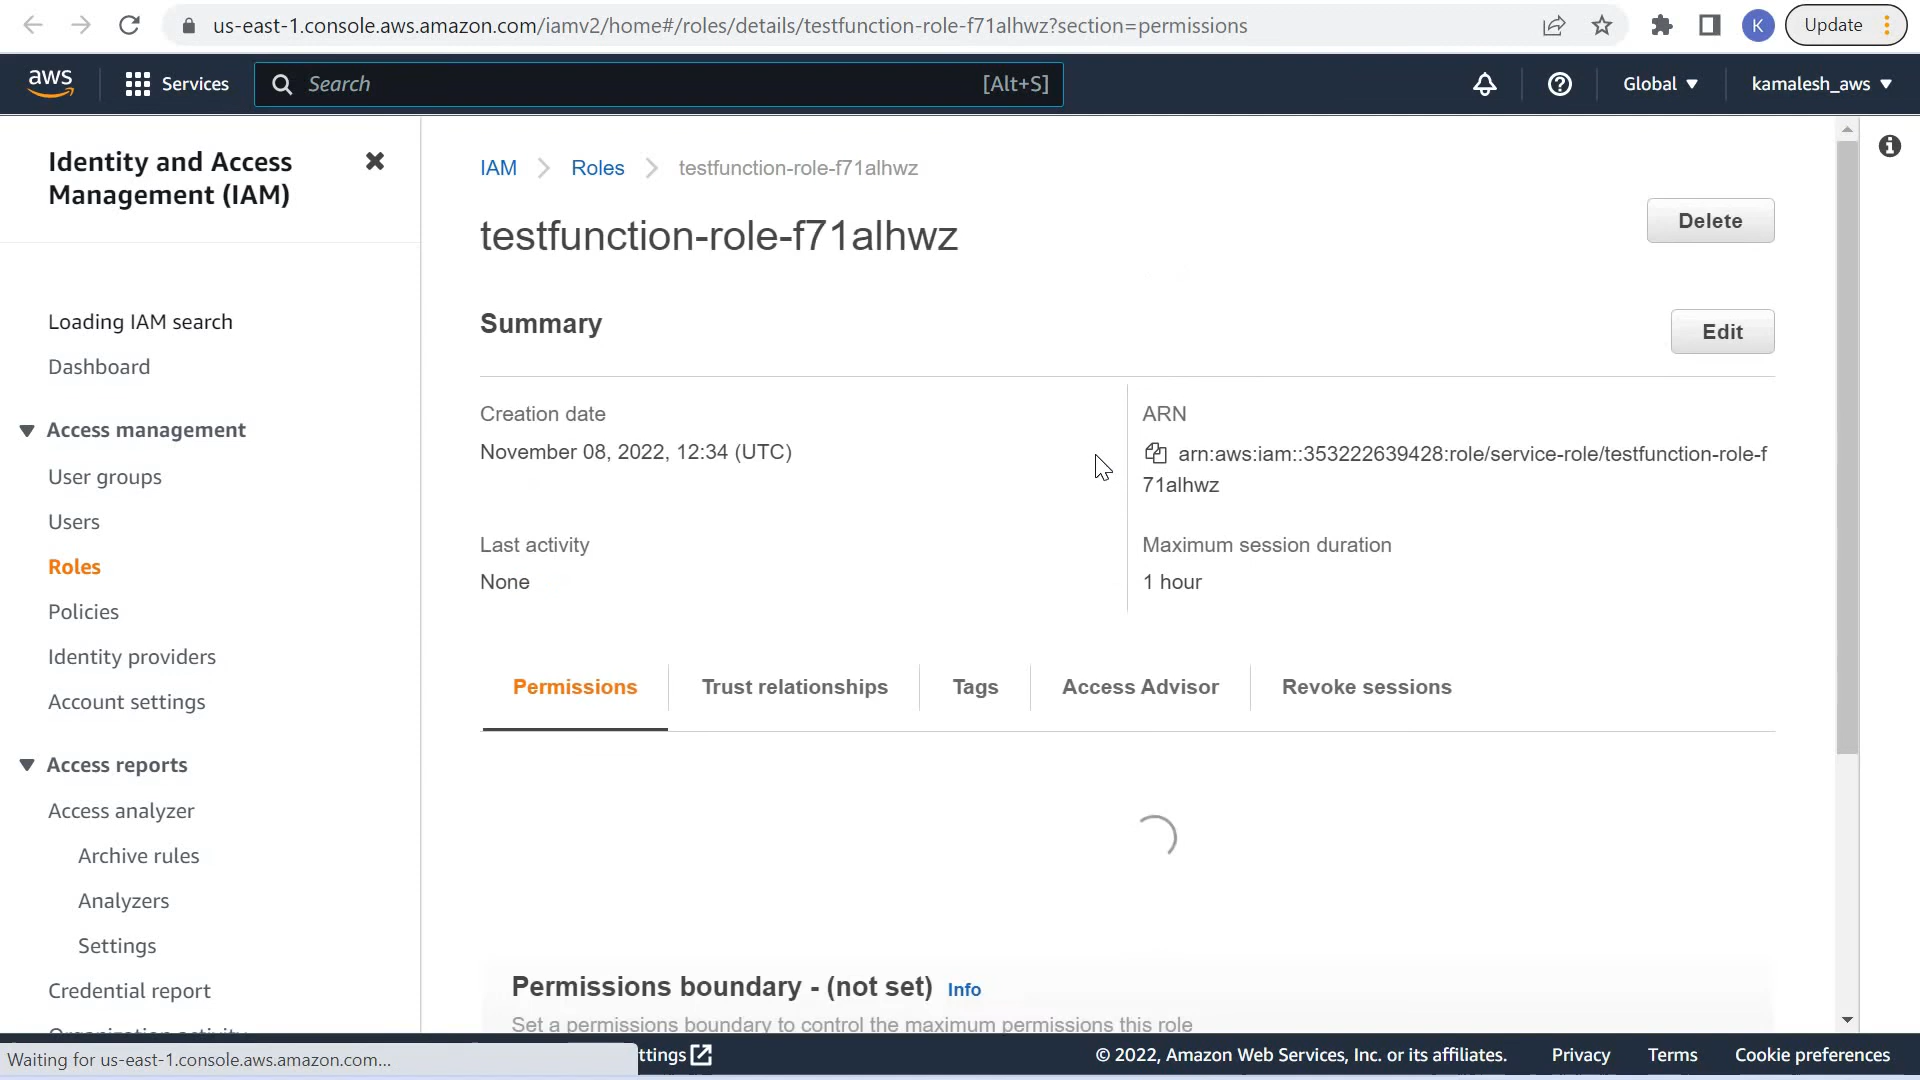 us-east-1.console.aws.amazon.com/iamv2/home#/roles/details/testfunction-role-f71alhwz?section=permissions
K
Update
aws
Services
Search
[Alt+S]
Global
kamalesh_aws
Identity and Access
Management (IAM)
Loading IAM search
Dashboard
Access management
User groups
Users
Roles
Policies
Identity providers
Account settings
Access reports
Access analyzer
Archive rules
Analyzers
Settings
Credential report
Organization activity
IAM > Roles > testfunction-role-f71alhwz
testfunction-role-f71alhwz
Delete
Summary
Edit
Creation date
November 08, 2022, 12:34 (UTC)
ARN
arn:aws:iam::353222639428:role/service-role/testfunction-role-f
71alhwz
Last activity
None
Maximum session duration
1 hour
Permissions
Trust relationships
Tags
Access Advisor
Revoke sessions
Permissions boundary - (not set) Info
Set a permissions boundary to control the maximum permissions this role
Waiting for us-east-1.console.aws.amazon.com...
ttings
© 2022, Amazon Web Services, Inc. or its affiliates.
Privacy
Terms
Cookie preferences